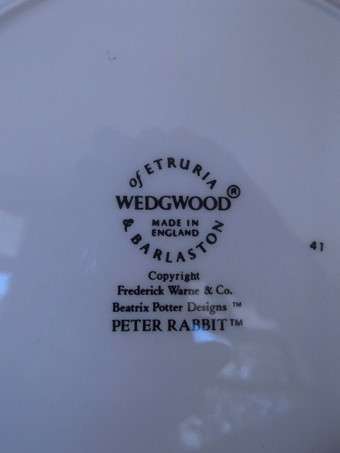 of ETRURIA
WEDGWOOD®
MADE IN
ENGLAND
& BARLASTON
41
Copyright
Frederick Warne & Co.
Beatrix Potter Designs ™
PETER RABBIT™